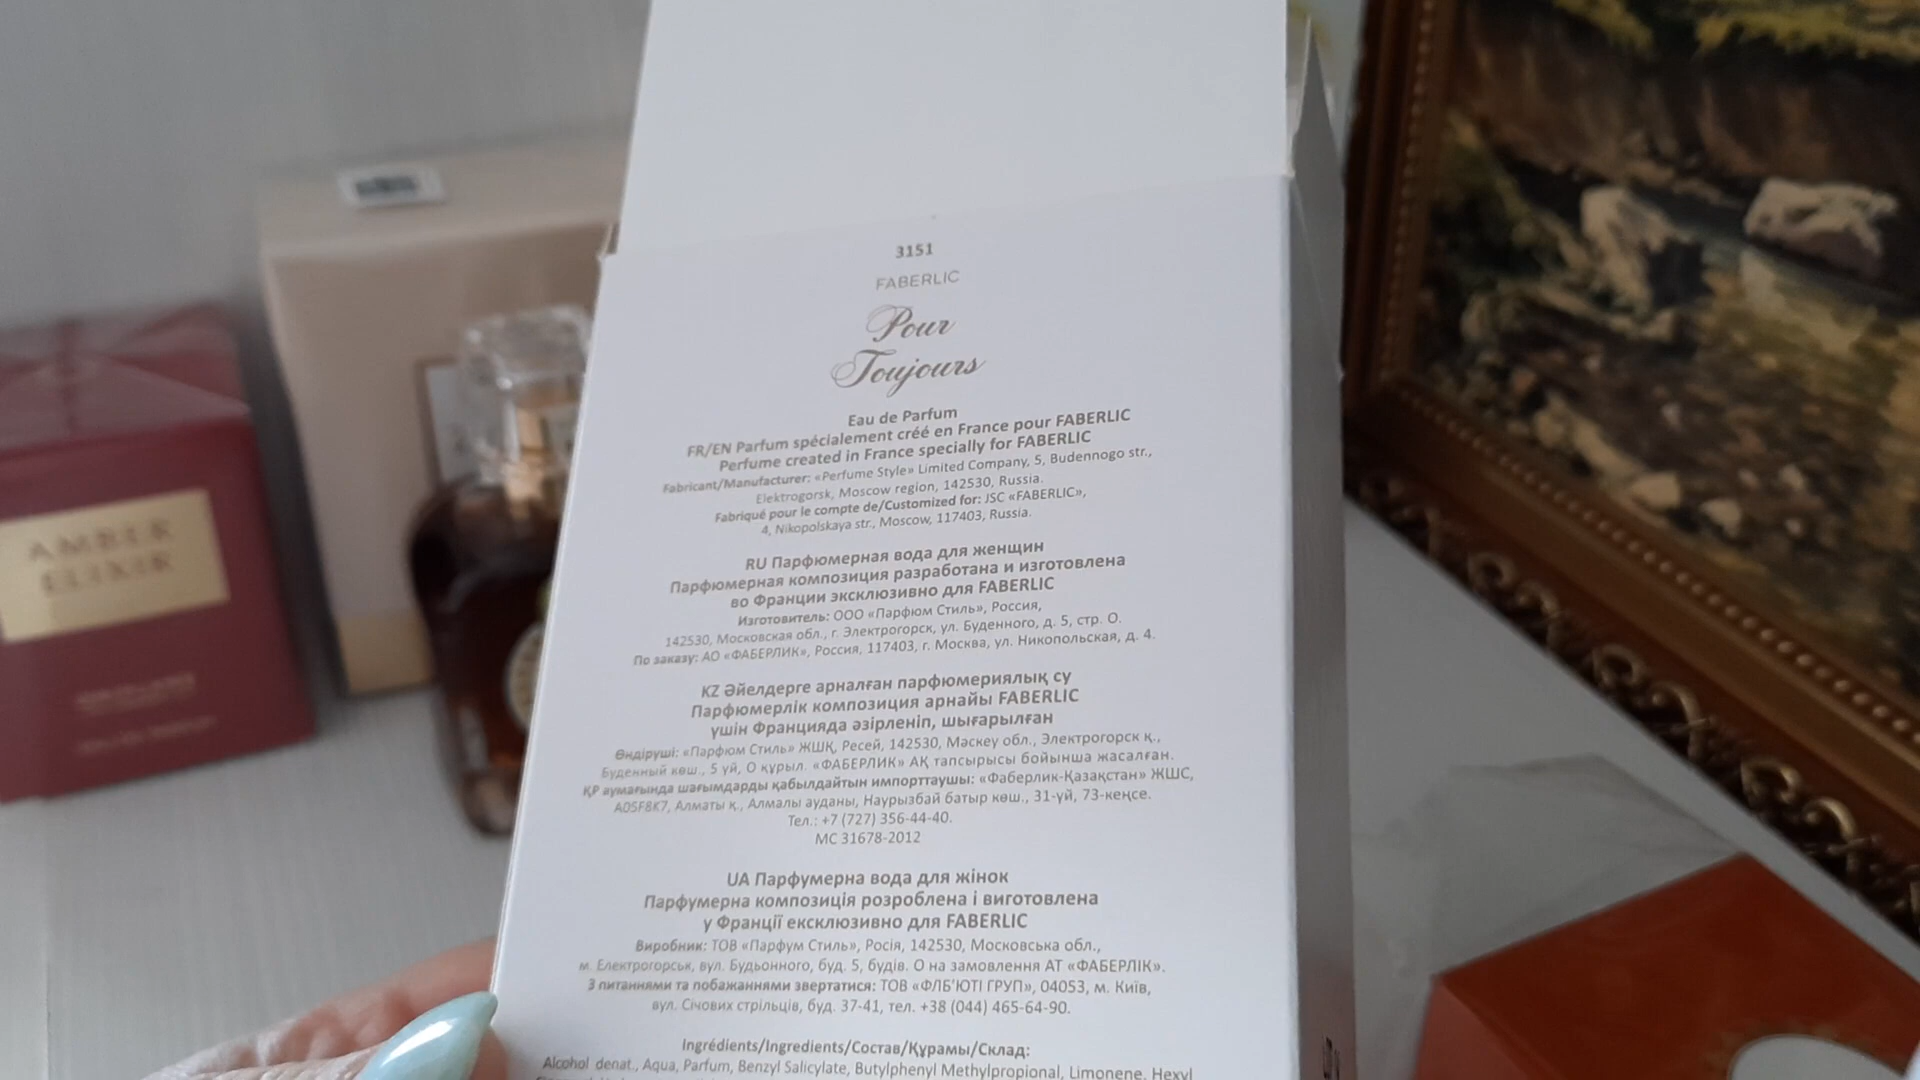 AMBER
ELIXIR
3151
FABERLIC
Pour
Toujours
Eau de Parfum
FR/EN Parfum spécialement créé en France pour FABERLIC
Perfume created in France specially for FABERLIC
Fabricant/Manufacturer: «Perfume Style» Limited Company, 5, Budennogo str.,
Elektrogorsk, Moscow region, 142530, Russia.
Fabriqué pour le compte de/Customized for: JSC «FABERLIC»,
4, Nikopolskaya str., Moscow, 117403, Russia.
RU Парфюмерная вода для женщин
Парфюмерная композиция разработана и изготовлена
во Франции эксклюзивно для FABERLIC
Изготовитель: ООО «Парфюм Стиль», Россия,
142530, Московская обл., г. Электрогорск, ул. Буденного, д. 5, стр. О.
По заказу: АО «ФАБЕРЛИК», Россия, 117403, г. Москва, ул. Никопольская, д. 4.
KZ Әйелдерге арналған парфюмериялық су
Парфюмерлік композиция арнайы FABERLIC
үшін Францияда әзірленіп, шығарылған
Өндіруші: «Парфюм Стиль» ЖШҚ, Ресей, 142530, Мәскеу обл., Электрогорск қ.,
Буденный көш., 5 үй, О құрыл. «ФАБЕРЛИК» АҚ тапсырысы бойынша жасалған.
ҚР аумағында шағымдарды қабылдайтын импорттаушы: «Фаберлик-Қазақстан» ЖШС,
A05F8K7, Алматы қ., Алмалы ауданы, Наурызбай батыр көш., 31-үй, 73-кеңсе.
Тел.: +7 (727) 356-44-40.
МС 31678-2012
UA Парфумерна вода для жінок
Парфумерна композиція розроблена і виготовлена
у Франції ексклюзивно для FABERLIC
Виробник: ТОВ «Парфум Стиль», Росія, 142530, Московська обл.,
м. Електрогорськ, вул. Будьонного, буд. 5, будів. О на замовлення АТ «ФАБЕРЛІК».
З питаннями та побажаннями звертатися: ТОВ «ФЛБ'ЮТІ ГРУП», 04053, м. Київ,
вул. Січових стрільців, буд. 37-41, тел. +38 (044) 465-64-90.
Ingrédients/Ingredients/Состав/Құрамы/Склад:
Alcohol denat., Aqua, Parfum, Benzyl Salicylate, Butylphenyl Methylpropional, Limonene, Hexyl